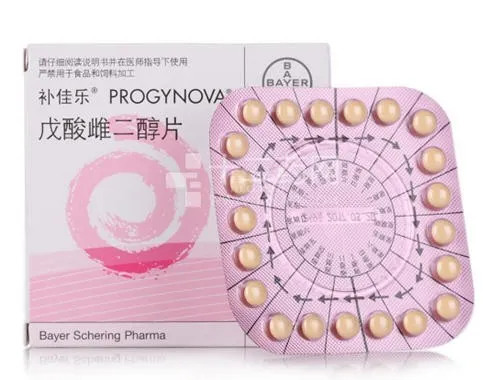 请仔细阅读说明书并在医师指导下使用
严禁用于食品和饲料加工
BAYER
BAYER
补佳乐® PROGYNOVA®
戊酸雌二醇片
Bayer Schering Pharma